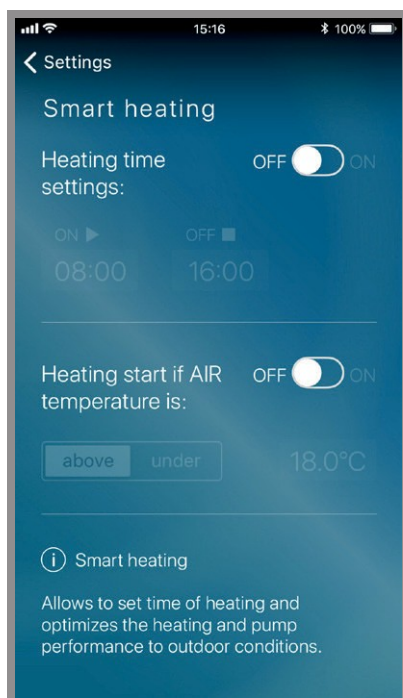 15:16
100%
Settings
Smart heating
Heating time OFF ON
settings:
ON OFF
08:00 16:00
Heating start if AIR OFF ON
temperature is:
above under 18.0°C
i Smart heating
Allows to set time of heating and
optimizes the heating and pump
performance to outdoor conditions.